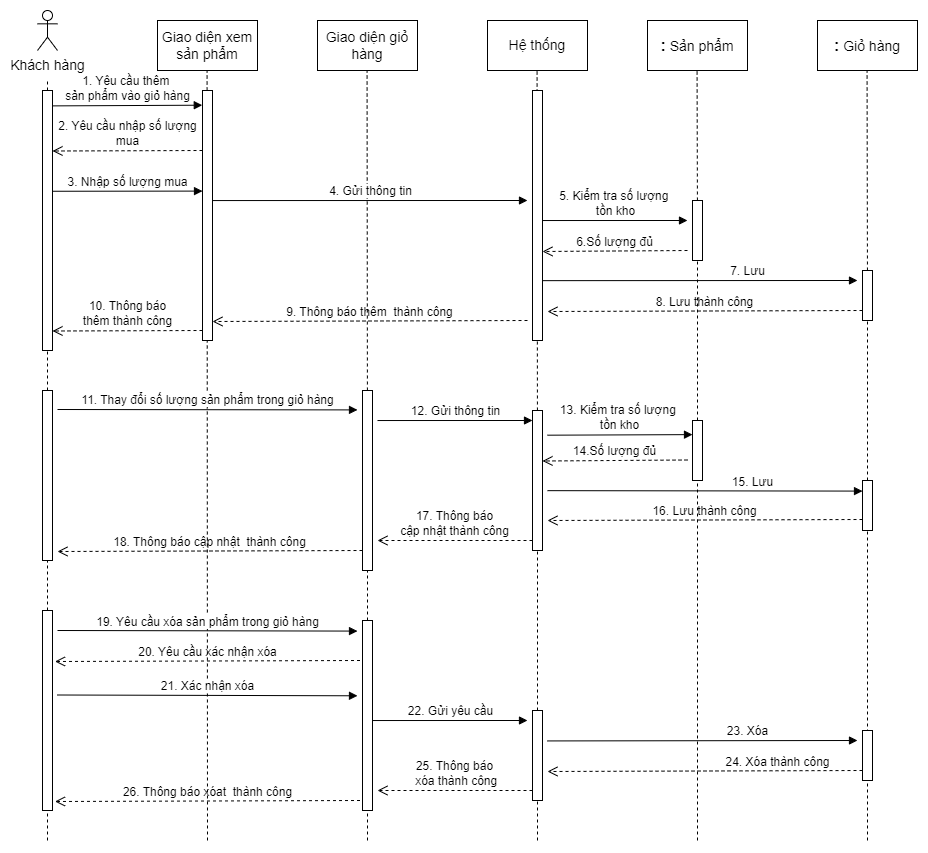 Khách hàng
Giao diện xem
sản phẩm
Giao diện giỏ
hàng
Hệ thống
: Sản phẩm
: Giỏ hàng
1. Yêu cầu thêm
sản phẩm vào giỏ hàng
2. Yêu cầu nhập số lượng
mua
3. Nhập số lượng mua
4. Gửi thông tin
5. Kiểm tra số lượng
tồn kho
6.Số lượng đủ
7. Lưu
8. Lưu thành công
9. Thông báo thêm  thành công
10. Thông báo
thêm thành công
11. Thay đổi số lượng sản phẩm trong giỏ hàng
12. Gửi thông tin
13. Kiểm tra số lượng
tồn kho
14.Số lượng đủ
15. Lưu
16. Lưu thành công
17. Thông báo
cập nhật thành công
18. Thông báo cập nhật  thành công
19. Yêu cầu xóa sản phẩm trong giỏ hàng
20. Yêu cầu xác nhận xóa
21. Xác nhận xóa
22. Gửi yêu cầu
23. Xóa
24. Xóa thành công
25. Thông báo
xóa thành công
26. Thông báo xóat  thành công